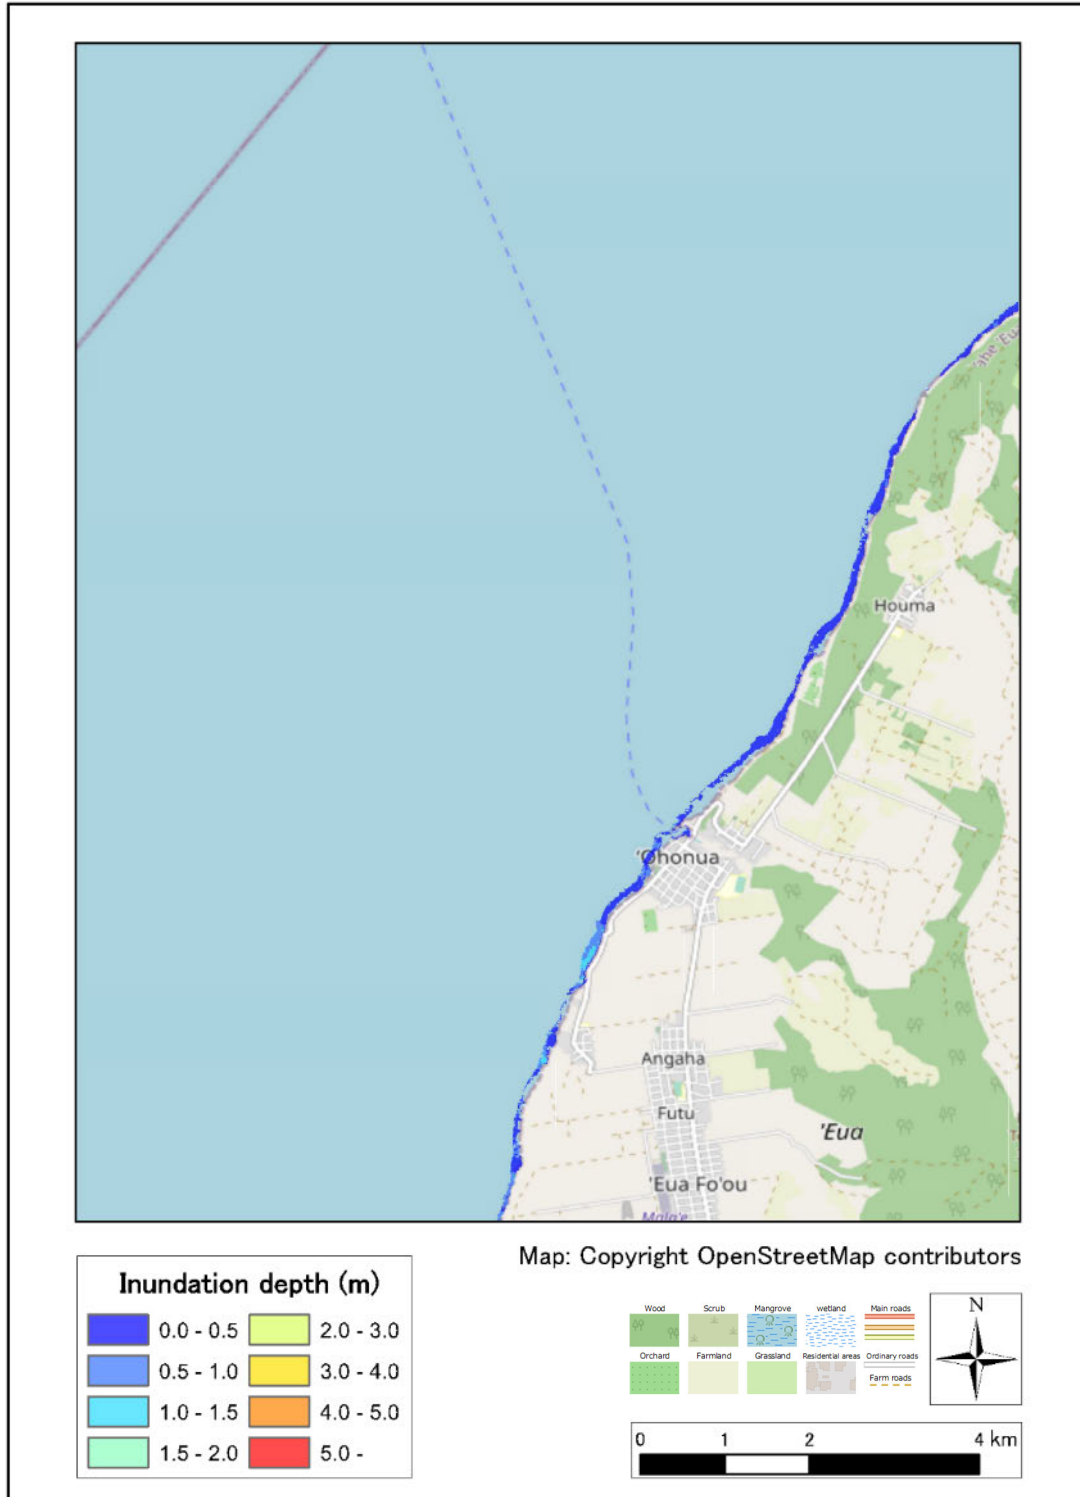 Houma
'Ohonua
Angaha
Futu
'Eua
'Eua Fo'ou
Mala'e
Map: Copyright OpenStreetMap contributors
Inundation depth (m)
0.0 - 0.5
2.0 - 3.0
0.5 - 1.0
3.0 - 4.0
1.0 - 1.5
4.0 - 5.0
1.5 - 2.0
5.0 -
Wood
Scrub
Mangrove
wetland
Main roads
Orchard
Farmland
Grassland
Residential areas
Ordinary roads
Farm roads
N
0 1 2 4 km